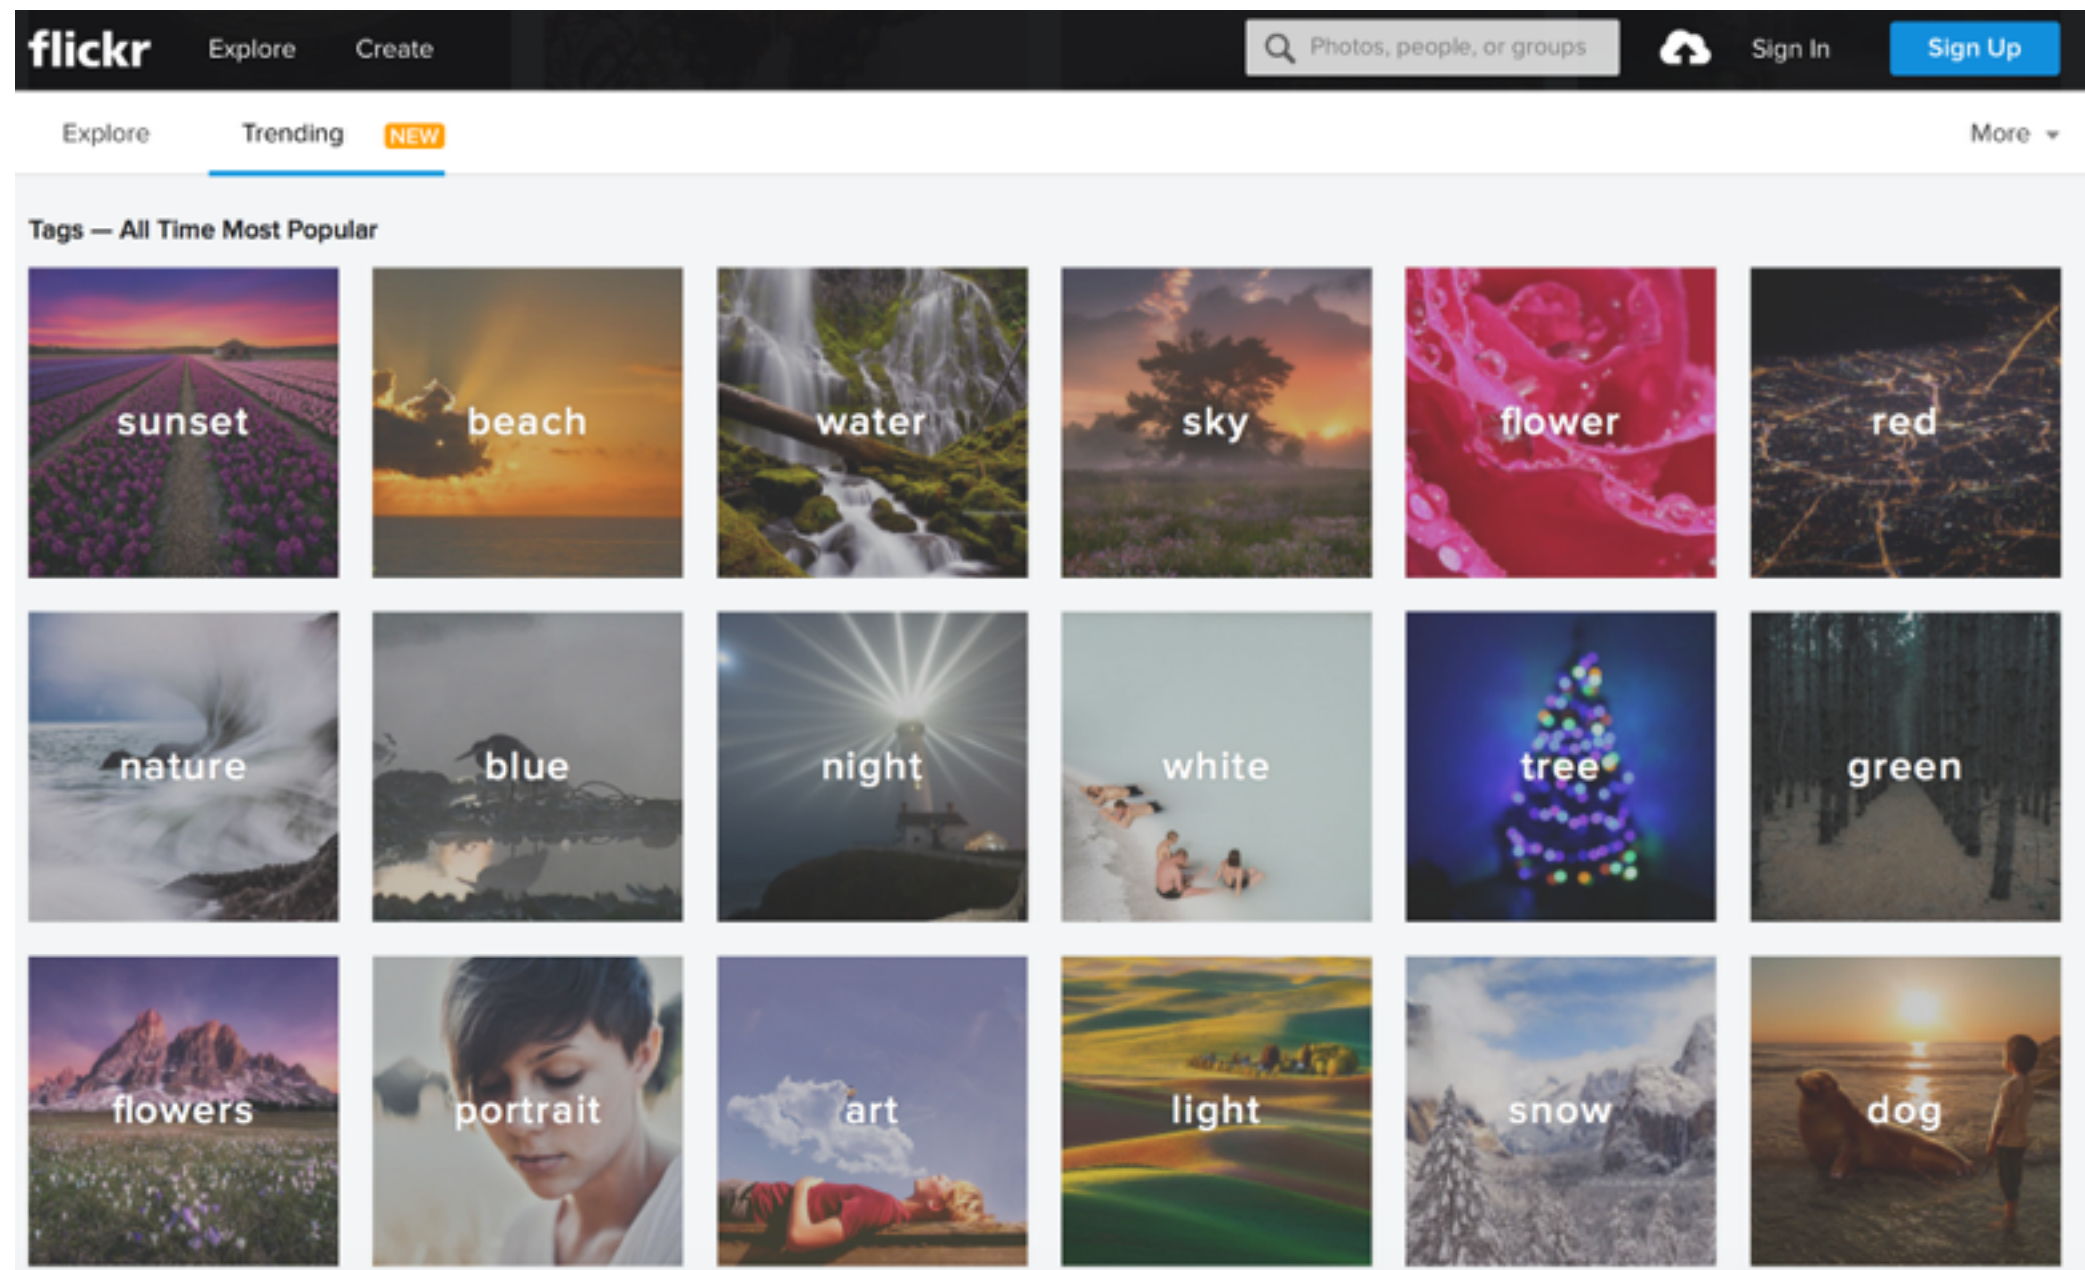 flickr Explore Create Photos, people, or groups Sign In Sign Up
Explore Trending NEW More
Tags — All Time Most Popular
sunset beach water sky flower red
nature blue night white tree green
flowers portrait art light snow dog